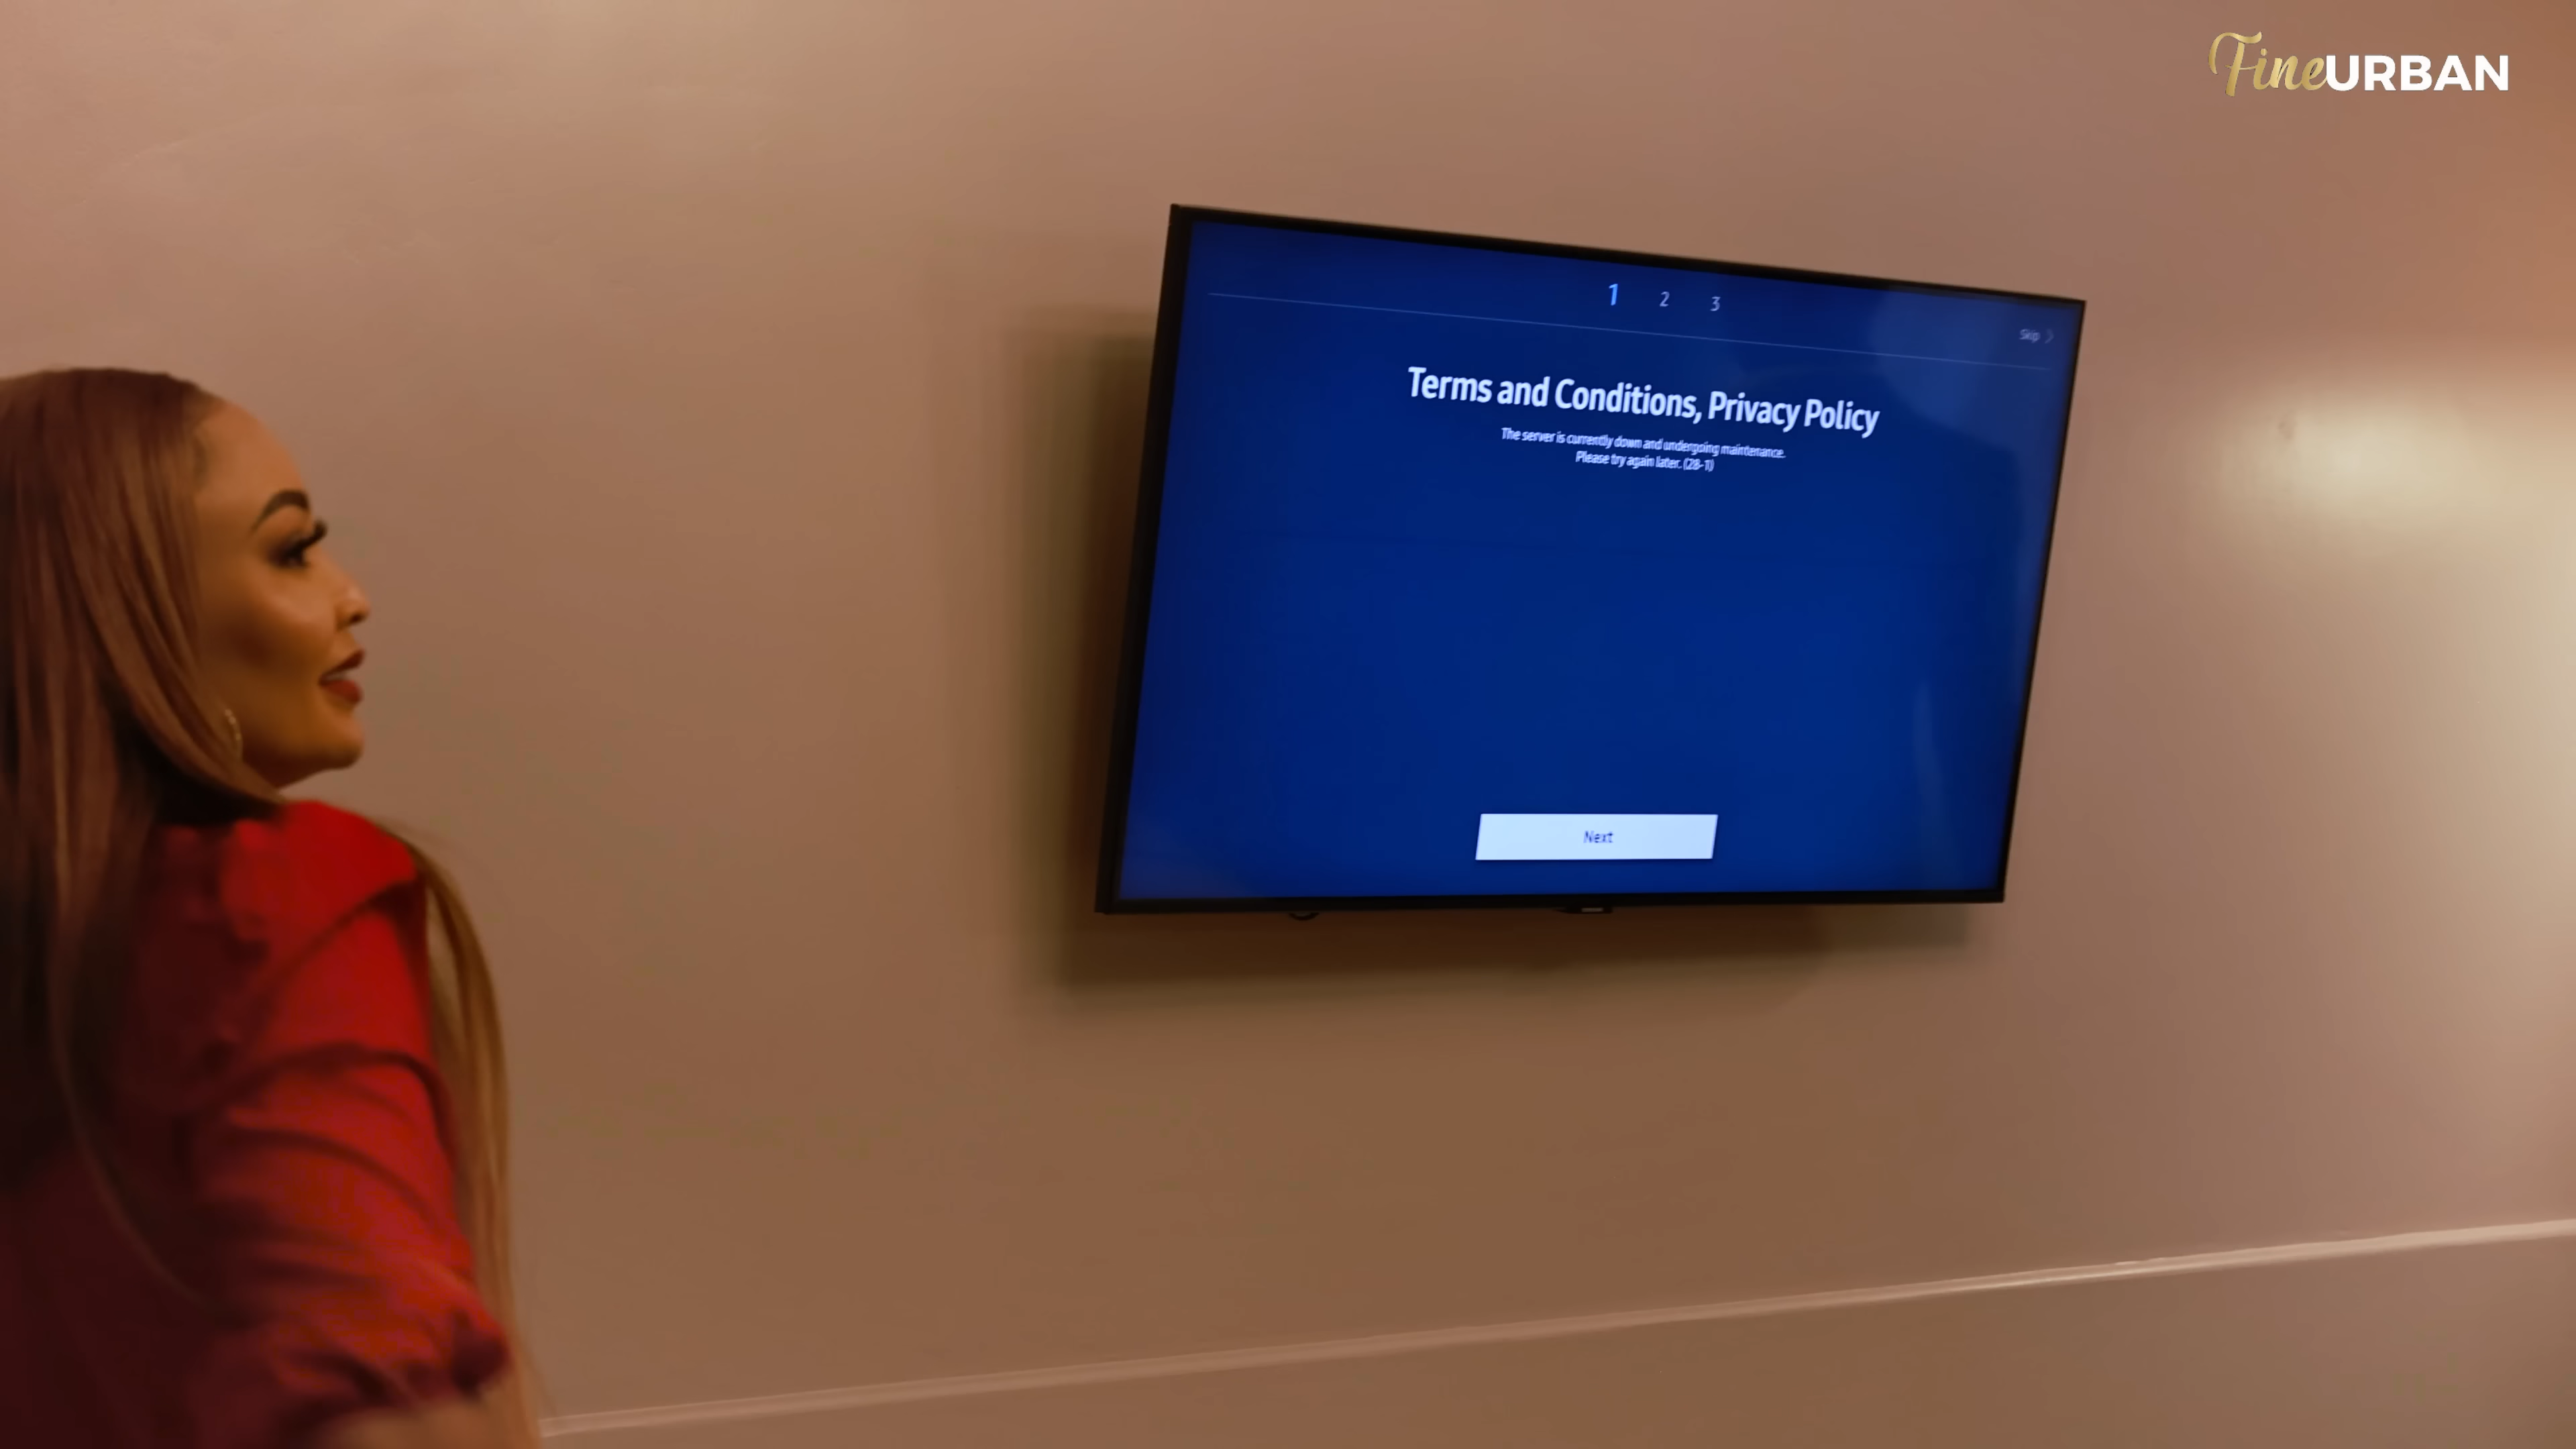 FineURBAN
1 2 3
Skip
Terms and Conditions, Privacy Policy
The server is currently down and undergoing maintenance.
Please try again later. (28-1)
Next